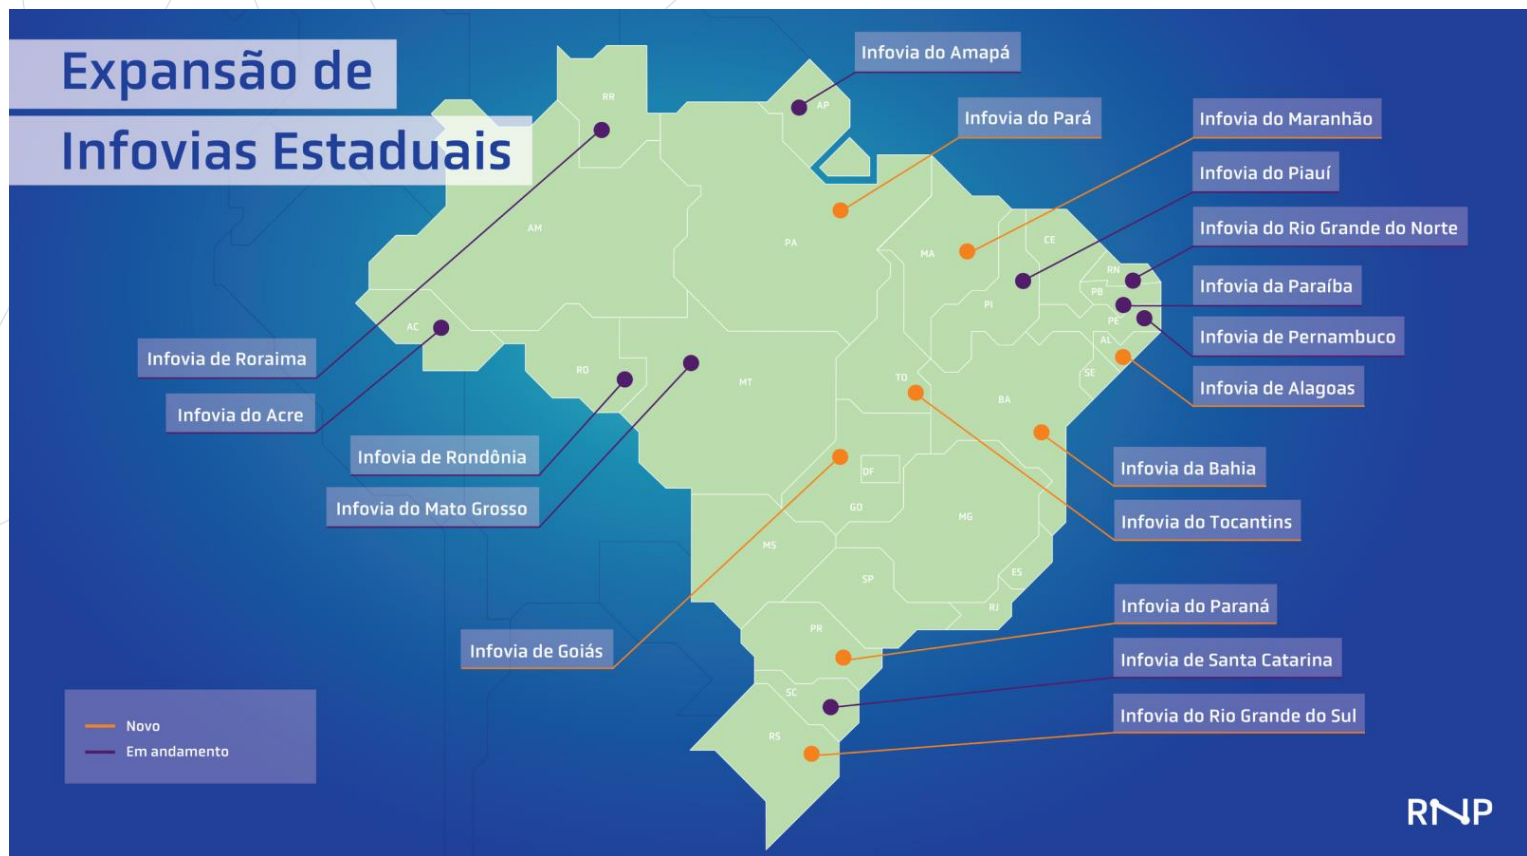 Expansão de
Infovias Estaduais
Infovia do Amapá
Infovia do Pará
Infovia do Maranhão
Infovia do Piauí
Infovia do Rio Grande do Norte
Infovia da Paraíba
Infovia de Pernambuco
Infovia de Alagoas
Infovia da Bahia
Infovia do Tocantins
Infovia do Paraná
Infovia de Santa Catarina
Infovia do Rio Grande do Sul
Infovia de Roraima
Infovia do Acre
Infovia de Rondônia
Infovia do Mato Grosso
Infovia de Goiás
RR
AP
AM
PA
MA
CE
RN
PB
PE
AL
SE
PI
AC
RO
MT
TO
BA
DF
GO
MG
MS
SP
ES
RJ
PR
SC
RS
Novo
Em andamento
RNP